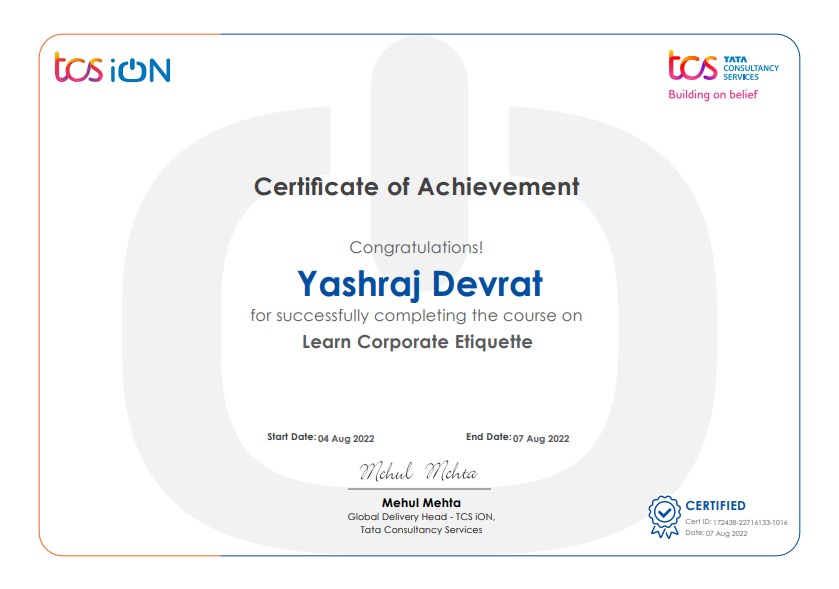 tcs iON
tcs TATA
CONSULTANCY
SERVICES
Building on belief
Certificate of Achievement
Congratulations!
Yashraj Devrat
for successfully completing the course on
Learn Corporate Etiquette
Start Date: 04 Aug 2022 End Date: 07 Aug 2022
Mehul Mehta
Mehul Mehta
Global Delivery Head - TCS iON,
Tata Consultancy Services
CERTIFIED
Cert ID: 172438-22716133-1016
Date: 07 Aug 2022